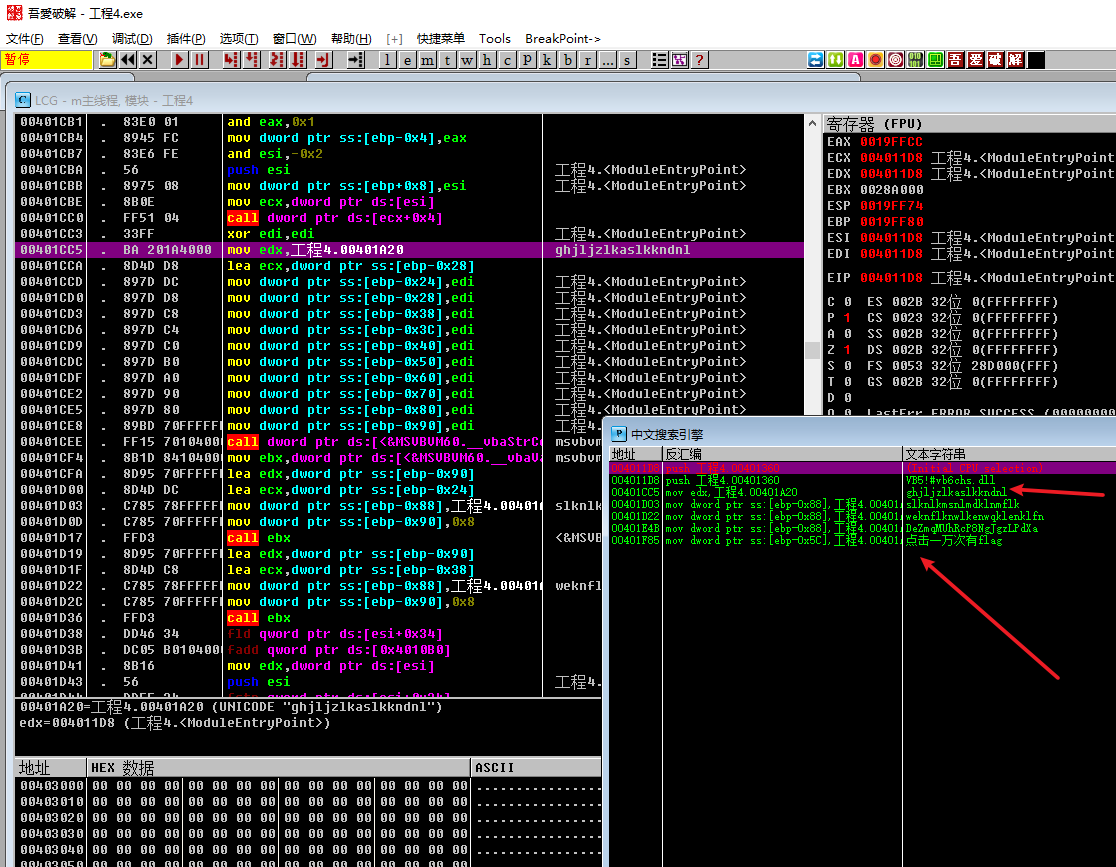 吾愛破解 - 工程4.exe
文件(F) 查看(V) 调试(D) 插件(P) 选项(T) 窗口(W) 帮助(H) [+] 快捷菜单 Tools BreakPoint->
暂停 l e m t w h c p k b r ... s ? 吾 爱 破 解
LCG - m主线程, 模块 - 工程4
00401CB1 . 83E0 01 and eax,0x1
00401CB4 . 8945 FC mov dword ptr ss:[ebp-0x4],eax
00401CB7 . 83E6 FE and esi,-0x2
00401CBA . 56 push esi 工程4.<ModuleEntryPoint>
00401CBB . 8975 08 mov dword ptr ss:[ebp+0x8],esi 工程4.<ModuleEntryPoint>
00401CBE . 8B0E mov ecx,dword ptr ds:[esi]
00401CC0 . FF51 04 call dword ptr ds:[ecx+0x4]
00401CC3 . 33FF xor edi,edi 工程4.<ModuleEntryPoint>
00401CC5 . BA 201A4000 mov edx,工程4.00401A20 ghjljzlkaslkkndnl
00401CCA . 8D4D D8 lea ecx,dword ptr ss:[ebp-0x28]
00401CCD . 897D DC mov dword ptr ss:[ebp-0x24],edi 工程4.<ModuleEntryPoint>
00401CD0 . 897D D8 mov dword ptr ss:[ebp-0x28],edi 工程4.<ModuleEntryPoint>
00401CD3 . 897D C8 mov dword ptr ss:[ebp-0x38],edi 工程4.<ModuleEntryPoint>
00401CD6 . 897D C4 mov dword ptr ss:[ebp-0x3C],edi 工程4.<ModuleEntryPoint>
00401CD9 . 897D C0 mov dword ptr ss:[ebp-0x40],edi 工程4.<ModuleEntryPoint>
00401CDC . 897D B0 mov dword ptr ss:[ebp-0x50],edi 工程4.<ModuleEntryPoint>
00401CDF . 897D A0 mov dword ptr ss:[ebp-0x60],edi 工程4.<ModuleEntryPoint>
00401CE2 . 897D 90 mov dword ptr ss:[ebp-0x70],edi 工程4.<ModuleEntryPoint>
00401CE5 . 897D 80 mov dword ptr ss:[ebp-0x80],edi 工程4.<ModuleEntryPoint>
00401CE8 . 89BD 70FFFFF mov dword ptr ss:[ebp-0x90],edi 工程4.
00401CEE . FF15 7010400 call dword ptr ds:[<&MSVBVM60.__vbaStrCo msvbvm
00401CF4 . 8B1D 8410400 mov ebx,dword ptr ds:[<&MSVBVM60.__vbaVa msvbvm
00401CFA . 8D95 70FFFFF lea edx,dword ptr ss:[ebp-0x90]
00401D00 . 8D4D DC lea ecx,dword ptr ss:[ebp-0x24]
00401D03 . C785 78FFFFF mov dword ptr ss:[ebp-0x88],工程4.00401 slknlk
00401D0D . C785 70FFFFF mov dword ptr ss:[ebp-0x90],0x8
00401D17 . FFD3 call ebx <&MSVB
00401D19 . 8D95 70FFFFF lea edx,dword ptr ss:[ebp-0x90]
00401D1F . 8D4D C8 lea ecx,dword ptr ss:[ebp-0x38]
00401D22 . C785 78FFFFF mov dword ptr ss:[ebp-0x88],工程4.00401 weknfl
00401D2C . C785 70FFFFF mov dword ptr ss:[ebp-0x90],0x8
00401D36 . FFD3 call ebx
00401D38 . DD46 34 fld qword ptr ds:[esi+0x34]
00401D3B . DC05 B010400 fadd qword ptr ds:[0x4010B0]
00401D41 . 8B16 mov edx,dword ptr ds:[esi]
00401D43 . 56 push esi 工程4.
00401A20=工程4.00401A20 (UNICODE "ghjljzlkaslkkndnl")
edx=004011D8 (工程4.<ModuleEntryPoint>)
地址 HEX 数据 ASCII
00403000 00 00 00 00 00 00 00 00 00 00 00 00 00 00 00 00 ................
00403010 00 00 00 00 00 00 00 00 00 00 00 00 00 00 00 00 ................
00403020 00 00 00 00 00 00 00 00 00 00 00 00 00 00 00 00 ................
00403030 00 00 00 00 00 00 00 00 00 00 00 00 00 00 00 00 ................
00403040 00 00 00 00 00 00 00 00 00 00 00 00 00 00 00 00 ................
寄存器 (FPU)
EAX 0019FFCC
ECX 004011D8 工程4.<ModuleEntryPoint
EDX 004011D8 工程4.<ModuleEntryPoint
EBX 0028A000
ESP 0019FF74
EBP 0019FF80
ESI 004011D8 工程4.<ModuleEntryPoint
EDI 004011D8 工程4.<ModuleEntryPoint
EIP 004011D8 工程4.<ModuleEntryPoint
C 0 ES 002B 32位 0(FFFFFFFF)
P 1 CS 0023 32位 0(FFFFFFFF)
A 0 SS 002B 32位 0(FFFFFFFF)
Z 1 DS 002B 32位 0(FFFFFFFF)
S 0 FS 0053 32位 28D000(FFF)
T 0 GS 002B 32位 0(FFFFFFFF)
D 0
O 0 LastErr ERROR_SUCCESS (00000000
中文搜索引擎
地址 反汇编 文本字符串
004011D8 push 工程4.00401360 (Initial CPU selection)
004011D8 push 工程4.00401360 VB5!#vb6chs.dll
00401CC5 mov edx,工程4.00401A20 ghjljzlkaslkkndnl
00401D03 mov dword ptr ss:[ebp-0x88],工程4.00401
00401D22 mov dword ptr ss:[ebp-0x88],工程4.00401 weknflknwlkenwqklenklfn
00401E4B mov dword ptr ss:[ebp-0x88],工程4.00401
00401F85 mov dword ptr ss:[ebp-0x5C],工程4.00401 点击一万次有flag